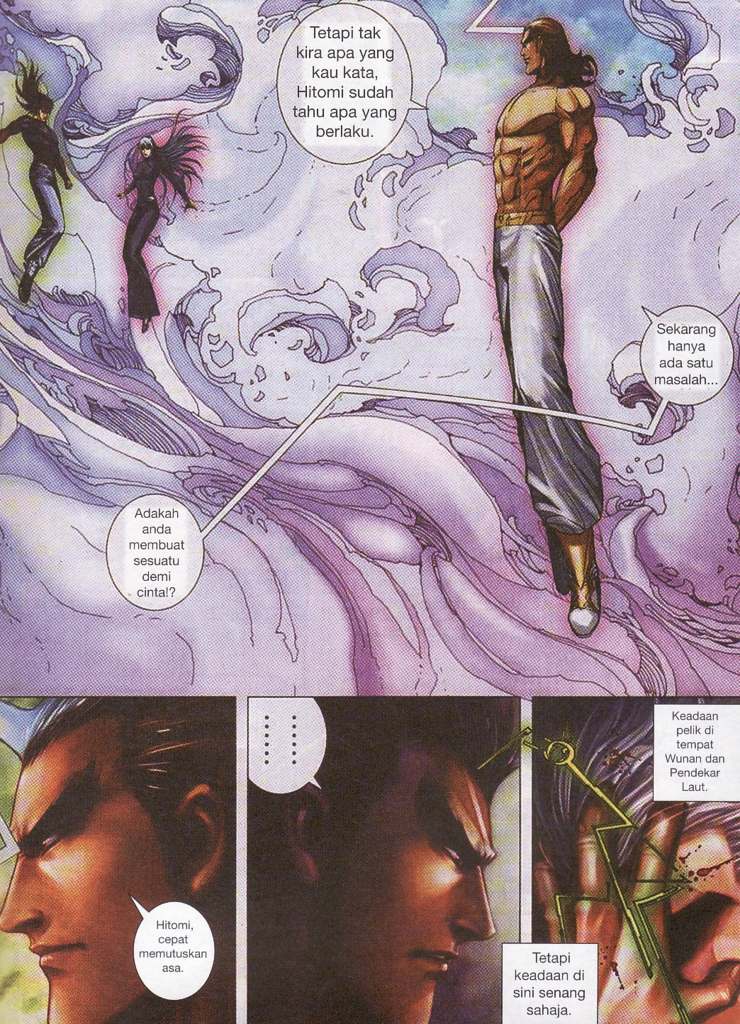 Tetapi tak
kira apa yang
kau kata,
Hitomi sudah
tahu apa yang
berlaku.
Sekarang
hanya
ada satu
masalah...
Adakah
anda
membuat
sesuatu
demi
cinta!?
Hitomi,
cepat
memutuskan
asa.
Keadaan
pelik di
tempat
Wunan dan
Pendekar
Laut.
Tetapi
keadaan di
sini senang
sahaja.